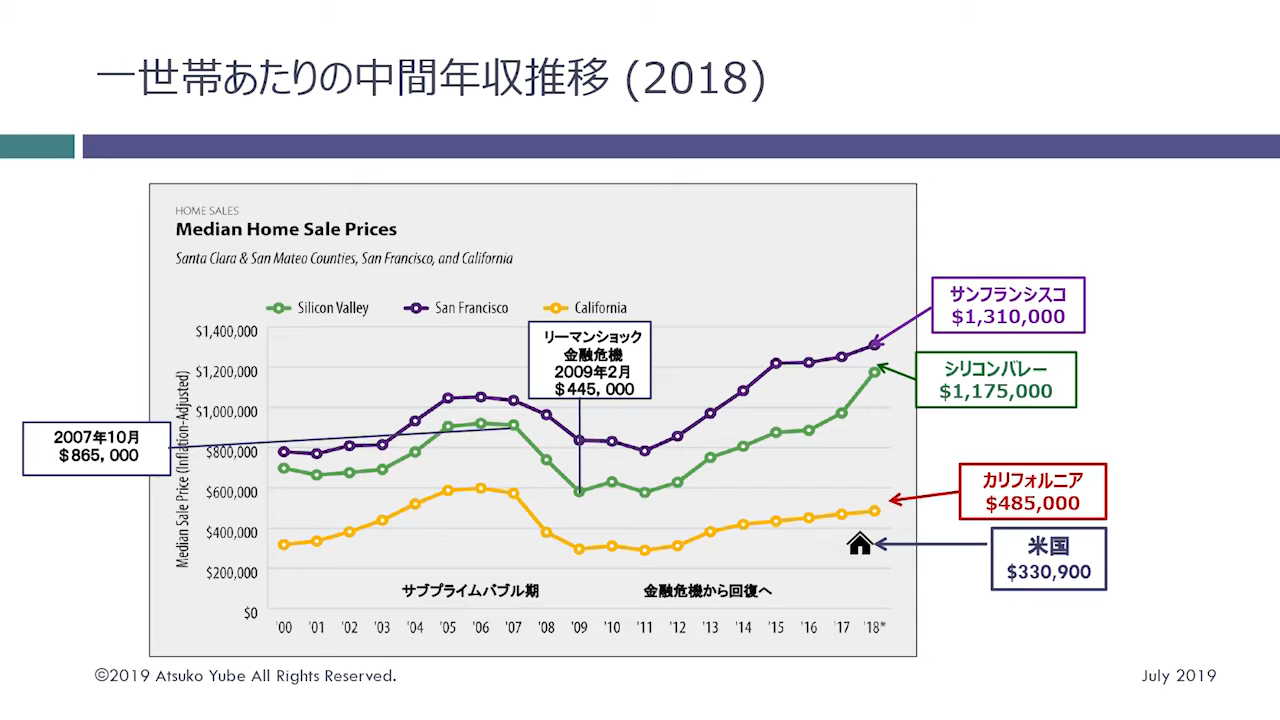 一世帯あたりの中間年収推移 (2018)
HOME SALES
Median Home Sale Prices
Santa Clara & San Mateo Counties, San Francisco, and California
Silicon Valley
San Francisco
California
Median Sale Price (Inflation-Adjusted)
$1,400,000
$1,200,000
$1,000,000
$800,000
$600,000
$400,000
$200,000
$0
'00 '01 '02 '03 '04 '05 '06 '07 '08 '09 '10 '11 '12 '13 '14 '15 '16 '17 '18*
2007年10月
$865, 000
リーマンショック
金融危機
2009年2月
$445, 000
サブプライムバブル期
金融危機から回復へ
サンフランシスコ
$1,310,000
シリコンバレー
$1,175,000
カリフォルニア
$485,000
米国
$330,900
©2019 Atsuko Yube All Rights Reserved.
July 2019